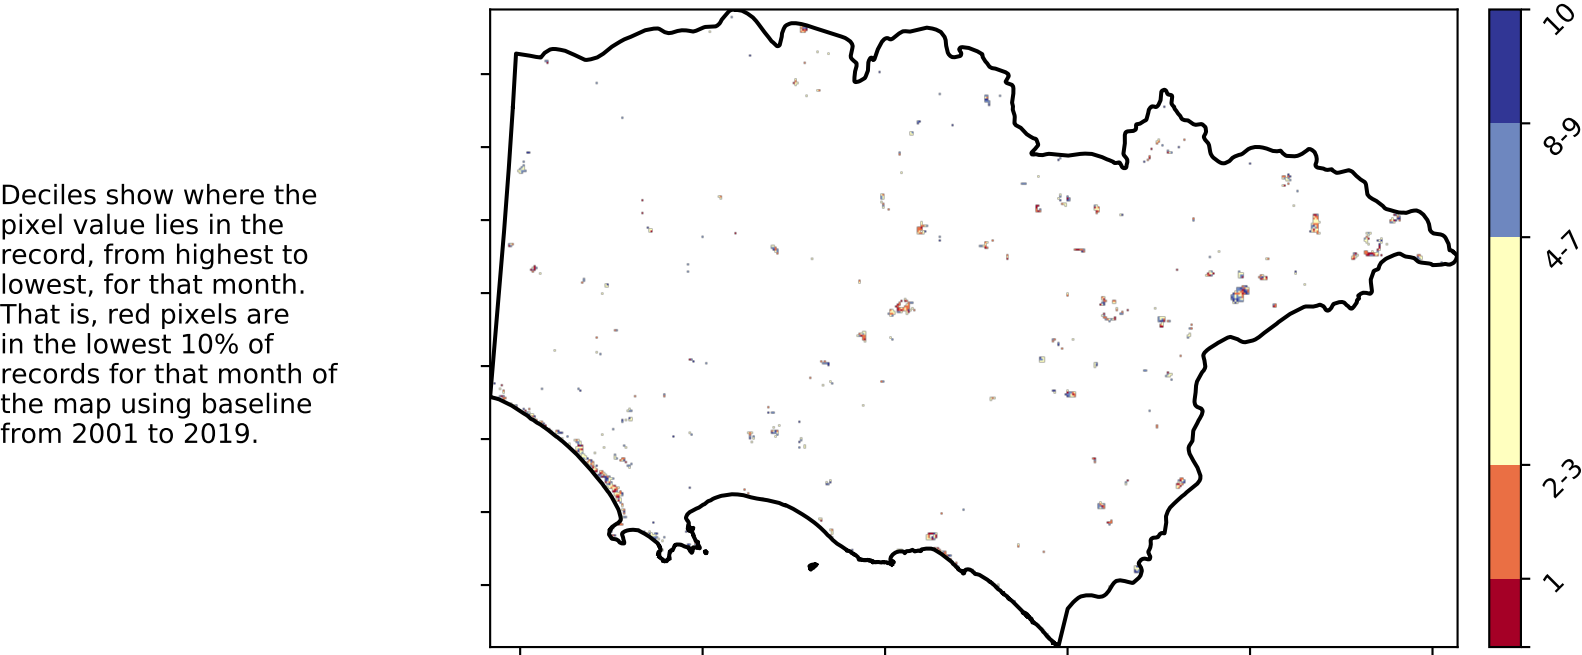 Deciles show where the
pixel value lies in the
record, from highest to
lowest, for that month.
That is, red pixels are
in the lowest 10% of
records for that month of
the map using baseline
from 2001 to 2019.
10
8-9
4-7
2-3
1